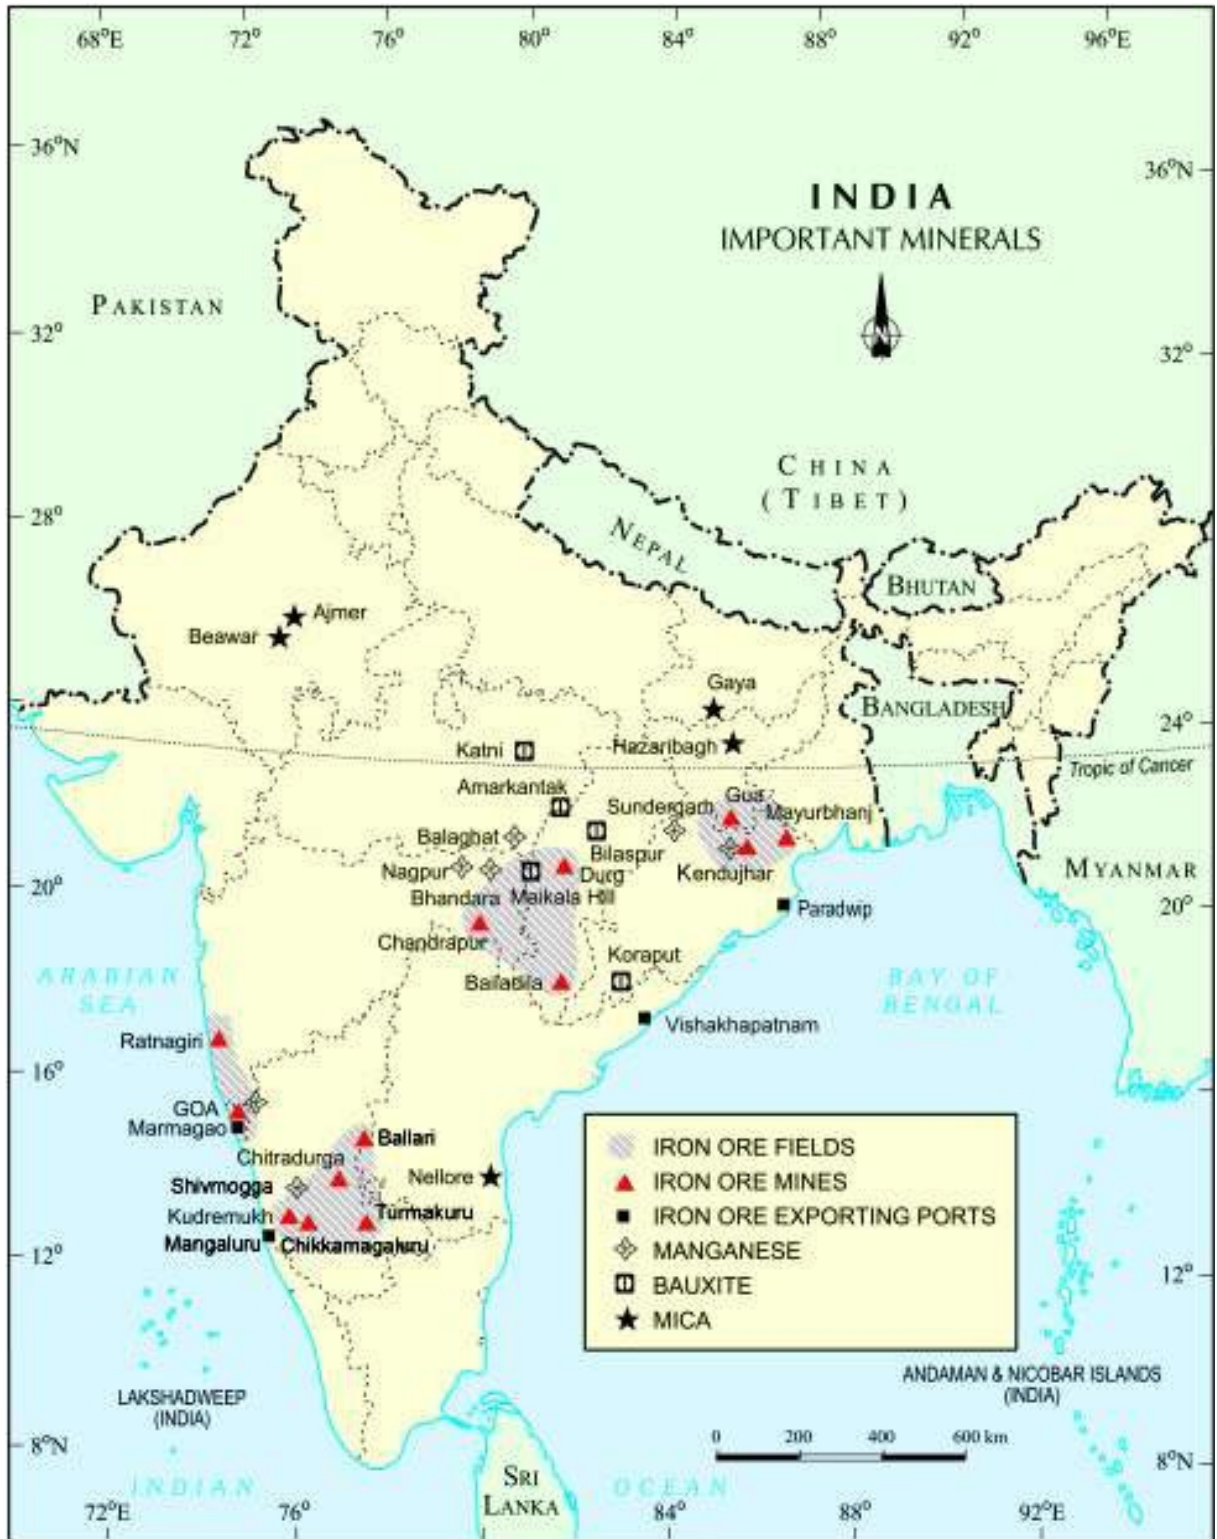 68°E 72° 76° 80° 84° 88° 92° 96°E
36°N
36°N
INDIA
IMPORTANT MINERALS
N
PAKISTAN
32°
32°
CHINA
(TIBET)
NEPAL
28°
28°
BHUTAN
Ajmer
Beawar
Gaya
BANGLADESH
24°
24°
Katni
Hazaribagh
Tropic of Cancer
Amarkantak
Sundergarh
Gua
Mayurbhanj
Balaghat
Bilaspur
Nagpur
Durg
Kendujhar
MYANMAR
20°
20°
Bhandara
Maikala Hill
Paradwip
Chandrapur
Koraput
ARABIAN
SEA
Bailadila
BAY OF
BENGAL
Vishakhapatnam
Ratnagiri
16°
16°
GOA
Marmagao
Ballari
Chitradurga
Nellore
Shivmogga
Kudremukh
Turmakuru
Mangaluru
Chikkamagaluru
12°
12°
IRON ORE FIELDS
IRON ORE MINES
IRON ORE EXPORTING PORTS
MANGANESE
BAUXITE
MICA
LAKSHADWEEP
(INDIA)
ANDAMAN & NICOBAR ISLANDS
(INDIA)
0 200 400 600 km
8°N
8°N
INDIAN
OCEAN
SRI
LANKA
72°E 76° 84° 88° 92°E